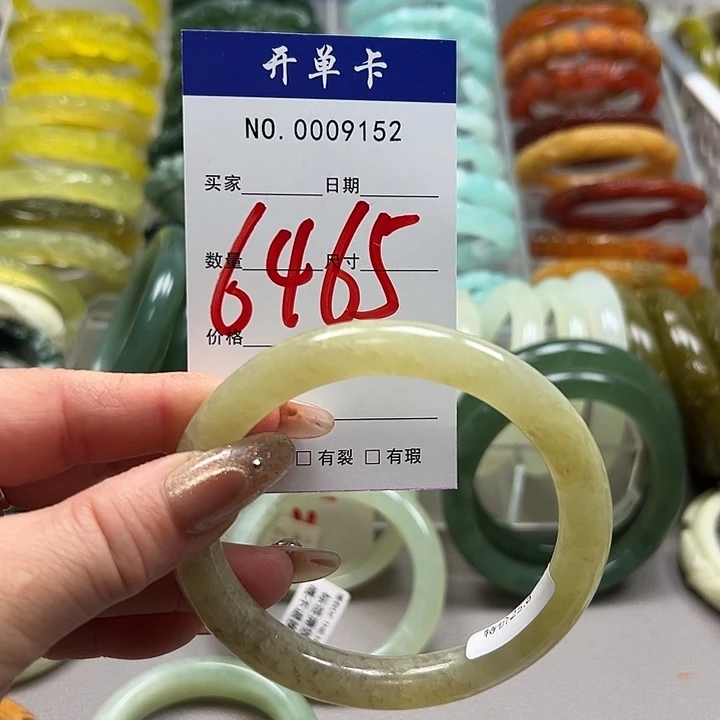 开单卡
NO.0009152
买家 日期
6465
数量 尺寸
价格
□有裂 □有瑕